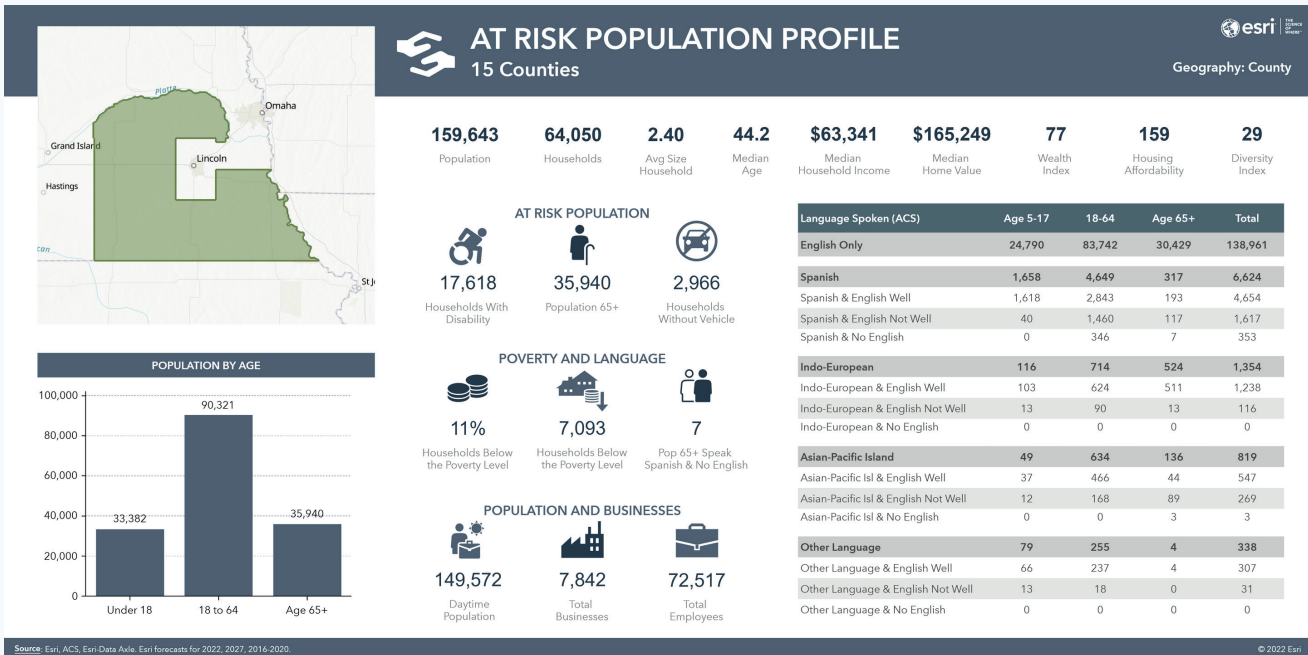 AT RISK POPULATION PROFILE
15 Counties
esri
THE SCIENCE OF WHERE
Geography: County
Platte
Omaha
Grand Island
Lincoln
Hastings
can
St J
159,643 64,050 2.40 44.2 $63,341 $165,249 77 159 29
Population Households Avg Size Household Median Age Median Household Income Median Home Value Wealth Index Housing Affordability Diversity Index
AT RISK POPULATION
17,618 35,940 2,966
Households With Disability Population 65+ Households Without Vehicle
POVERTY AND LANGUAGE
11% 7,093 7
Households Below the Poverty Level Households Below the Poverty Level Pop 65+ Speak Spanish & No English
POPULATION AND BUSINESSES
149,572 7,842 72,517
Daytime Population Total Businesses Total Employees
POPULATION BY AGE
100,000
80,000
60,000
40,000
20,000
0
33,382
90,321
35,940
Under 18 18 to 64 Age 65+
Language Spoken (ACS) Age 5-17 18-64 Age 65+ Total
English Only 24,790 83,742 30,429 138,961
Spanish 1,658 4,649 317 6,624
Spanish & English Well 1,618 2,843 193 4,654
Spanish & English Not Well 40 1,460 117 1,617
Spanish & No English 0 346 7 353
Indo-European 116 714 524 1,354
Indo-European & English Well 103 624 511 1,238
Indo-European & English Not Well 13 90 13 116
Indo-European & No English 0 0 0 0
Asian-Pacific Island 49 634 136 819
Asian-Pacific Isl & English Well 37 466 44 547
Asian-Pacific Isl & English Not Well 12 168 89 269
Asian-Pacific Isl & No English 0 0 3 3
Other Language 79 255 4 338
Other Language & English Well 66 237 4 307
Other Language & English Not Well 13 18 0 31
Other Language & No English 0 0 0 0
Source: Esri, ACS, Esri-Data Axle. Esri forecasts for 2022, 2027, 2016-2020.
© 2022 Esri